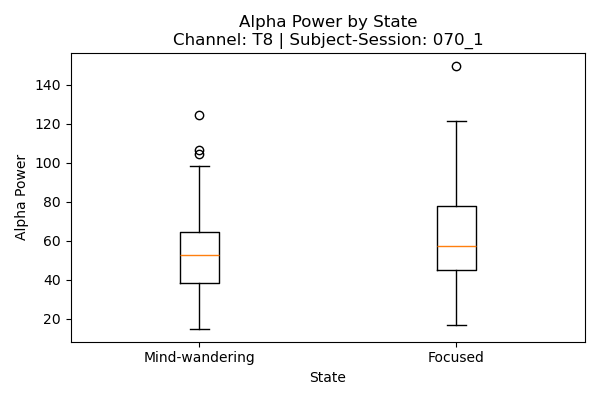 Alpha Power by State
Channel: T8 | Subject-Session: 070_1
Alpha Power
140
120
100
80
60
40
20
Mind-wandering
Focused
State